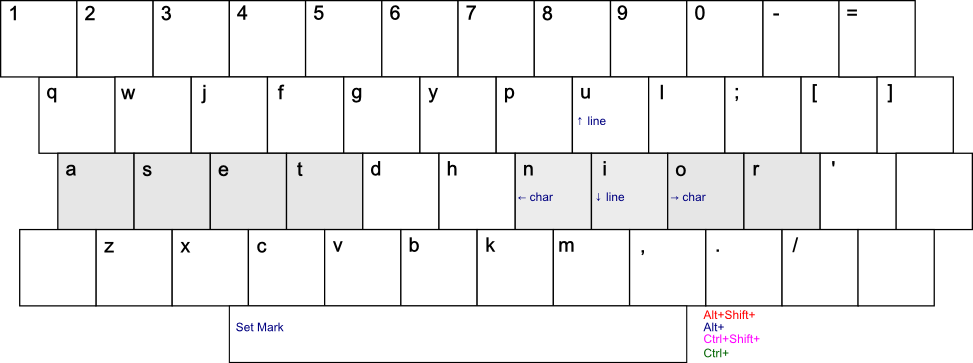 1 2 3 4 5 6 7 8 9 0 - =
q w j f g y p u l ; [ ]
↑ line
a s e t d h n i o r '
← char ↓ line → char
z x c v b k m , . /
Set Mark
Alt+Shift+
Alt+
Ctrl+Shift+
Ctrl+